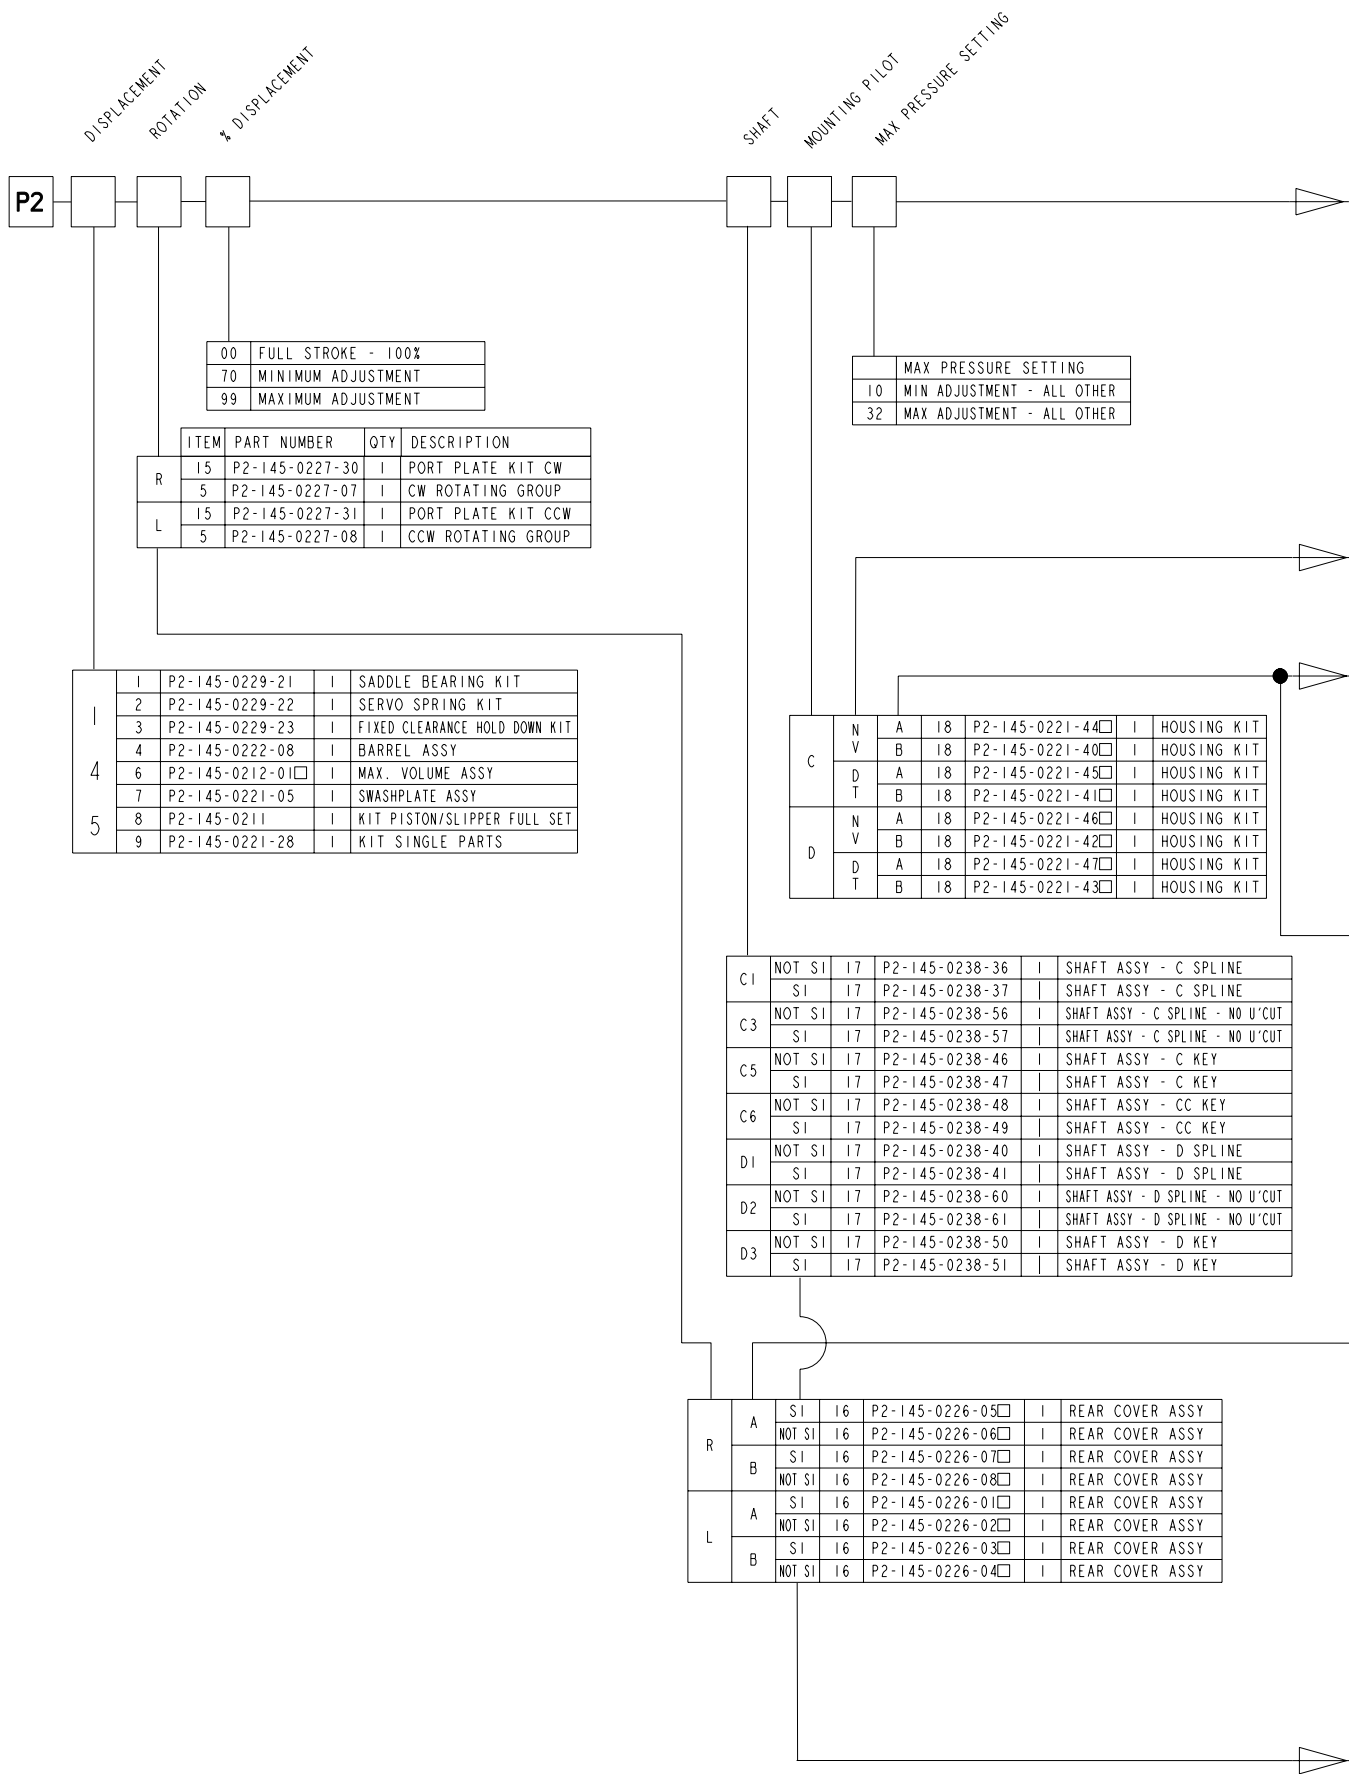 DISPLACEMENT
ROTATION
% DISPLACEMENT
SHAFT
MOUNTING PILOT
MAX PRESSURE SETTING
P2
00 FULL STROKE - 100%
70 MINIMUM ADJUSTMENT
99 MAXIMUM ADJUSTMENT
MAX PRESSURE SETTING
10 MIN ADJUSTMENT - ALL OTHER
32 MAX ADJUSTMENT - ALL OTHER
ITEM PART NUMBER QTY DESCRIPTION
R
15 P2-145-0227-30 1 PORT PLATE KIT CW
5 P2-145-0227-07 1 CW ROTATING GROUP
L
15 P2-145-0227-31 1 PORT PLATE KIT CCW
5 P2-145-0227-08 1 CCW ROTATING GROUP
145
1 P2-145-0229-21 1 SADDLE BEARING KIT
2 P2-145-0229-22 1 SERVO SPRING KIT
3 P2-145-0229-23 1 FIXED CLEARANCE HOLD DOWN KIT
4 P2-145-0222-08 1 BARREL ASSY
6 P2-145-0212-01□ 1 MAX. VOLUME ASSY
7 P2-145-0221-05 1 SWASHPLATE ASSY
8 P2-145-0211 1 KIT PISTON/SLIPPER FULL SET
9 P2-145-0221-28 1 KIT SINGLE PARTS
C
NV
A 18 P2-145-0221-44□ 1 HOUSING KIT
B 18 P2-145-0221-40□ 1 HOUSING KIT
DT
A 18 P2-145-0221-45□ 1 HOUSING KIT
B 18 P2-145-0221-41□ 1 HOUSING KIT
D
NV
A 18 P2-145-0221-46□ 1 HOUSING KIT
B 18 P2-145-0221-42□ 1 HOUSING KIT
DT
A 18 P2-145-0221-47□ 1 HOUSING KIT
B 18 P2-145-0221-43□ 1 HOUSING KIT
C1
NOT SI 17 P2-145-0238-36 1 SHAFT ASSY - C SPLINE
SI 17 P2-145-0238-37 1 SHAFT ASSY - C SPLINE
C3
NOT SI 17 P2-145-0238-56 1 SHAFT ASSY - C SPLINE - NO U'CUT
SI 17 P2-145-0238-57 1 SHAFT ASSY - C SPLINE - NO U'CUT
C5
NOT SI 17 P2-145-0238-46 1 SHAFT ASSY - C KEY
SI 17 P2-145-0238-47 1 SHAFT ASSY - C KEY
C6
NOT SI 17 P2-145-0238-48 1 SHAFT ASSY - CC KEY
SI 17 P2-145-0238-49 1 SHAFT ASSY - CC KEY
D1
NOT SI 17 P2-145-0238-40 1 SHAFT ASSY - D SPLINE
SI 17 P2-145-0238-41 1 SHAFT ASSY - D SPLINE
D2
NOT SI 17 P2-145-0238-60 1 SHAFT ASSY - D SPLINE - NO U'CUT
SI 17 P2-145-0238-61 1 SHAFT ASSY - D SPLINE - NO U'CUT
D3
NOT SI 17 P2-145-0238-50 1 SHAFT ASSY - D KEY
SI 17 P2-145-0238-51 1 SHAFT ASSY - D KEY
R
A
SI 16 P2-145-0226-05□ 1 REAR COVER ASSY
NOT SI 16 P2-145-0226-06□ 1 REAR COVER ASSY
B
SI 16 P2-145-0226-07□ 1 REAR COVER ASSY
NOT SI 16 P2-145-0226-08□ 1 REAR COVER ASSY
L
A
SI 16 P2-145-0226-01□ 1 REAR COVER ASSY
NOT SI 16 P2-145-0226-02□ 1 REAR COVER ASSY
B
SI 16 P2-145-0226-03□ 1 REAR COVER ASSY
NOT SI 16 P2-145-0226-04□ 1 REAR COVER ASSY